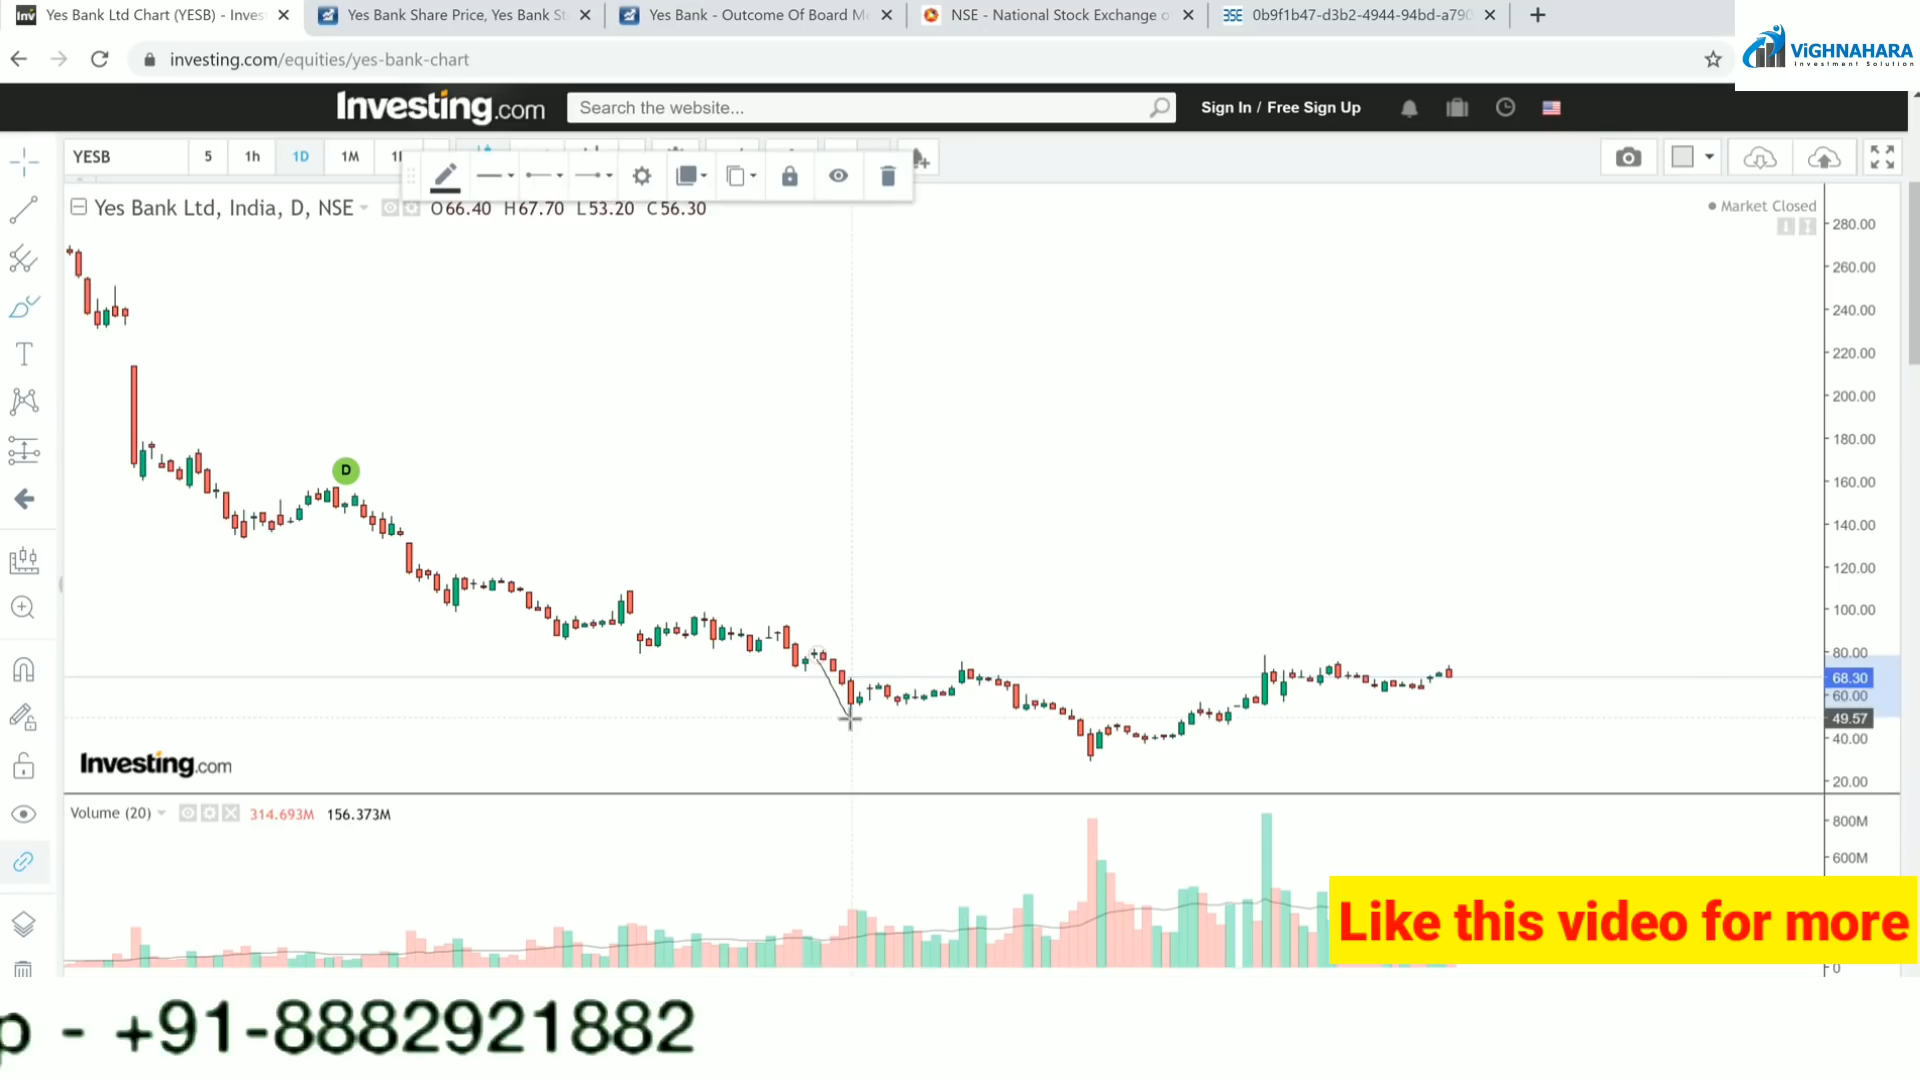 Yes Bank Ltd Chart (YESB) - Inves
Yes Bank Share Price, Yes Bank St
Yes Bank - Outcome Of Board Me
NSE - National Stock Exchange o
BSE 0b9f1b47-d3b2-4944-94bd-a790
investing.com/equities/yes-bank-chart
ViGHNAHARA
Investment Solution
Investing.com
Search the website...
Sign In / Free Sign Up
YESB
5
1h
1D
1M
Yes Bank Ltd, India, D, NSE
O66.40 H67.70 L53.20 C56.30
Market Closed
280.00
260.00
240.00
220.00
200.00
180.00
D
160.00
140.00
120.00
100.00
80.00
68.30
60.00
49.57
40.00
20.00
Investing.com
Volume (20)
314.693M 156.373M
800M
600M
Like this video for more
0
p - +91-8882921882